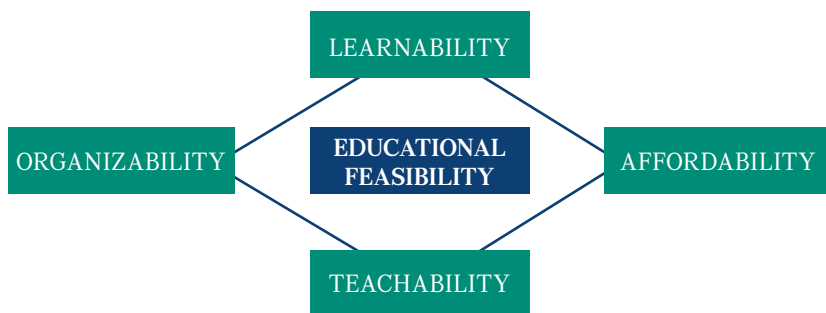 LEARNABILITY
ORGANIZABILITY
EDUCATIONAL
FEASIBILITY
AFFORDABILITY
TEACHABILITY